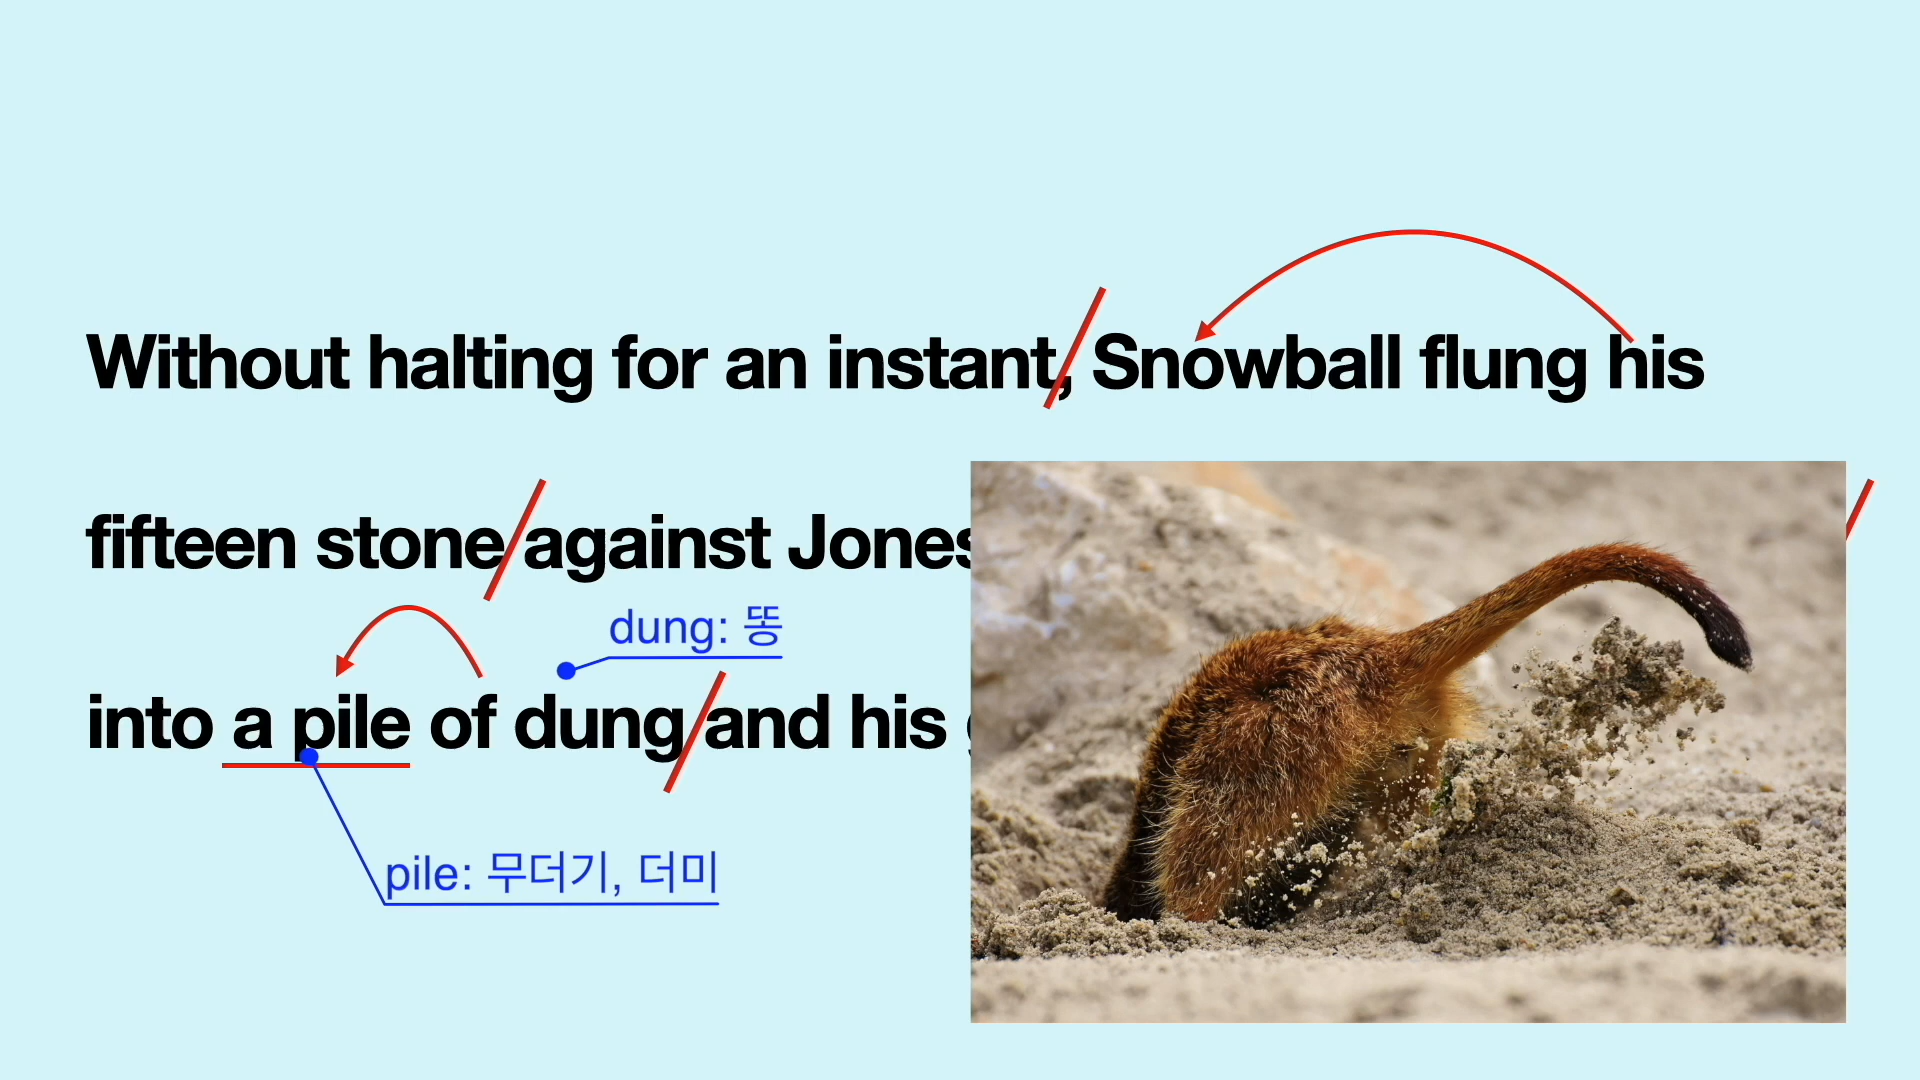 Without halting for an instant, Snowball flung his
fifteen stone against Jones
dung: 똥
into a pile of dung and his
pile: 무더기, 더미